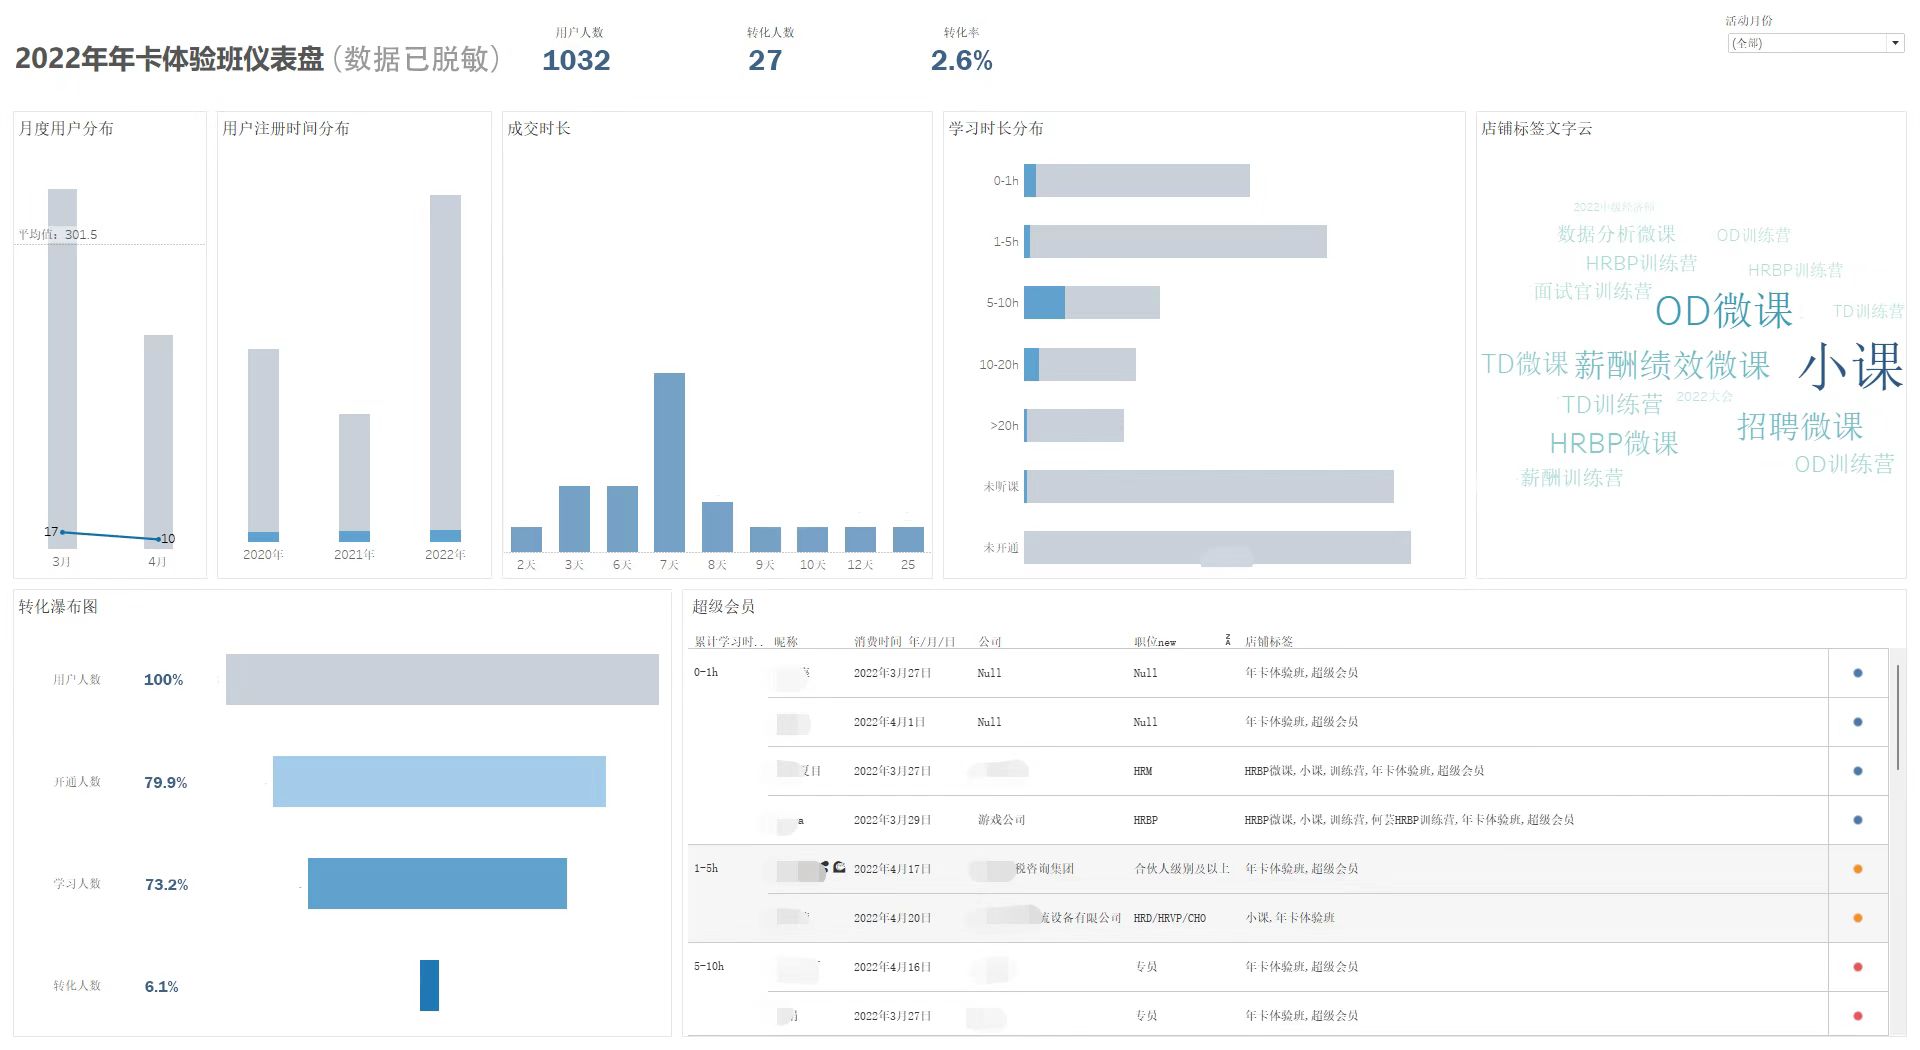 2022年年卡体验班仪表盘（数据已脱敏）
用户人数
1032
转化人数
27
转化率
2.6%
活动月份
(全部)
月度用户分布
平均值：301.5
17
10
3月
4月
用户注册时间分布
2020年
2021年
2022年
成交时长
2天
3天
6天
7天
8天
9天
10天
12天
25
学习时长分布
0-1h
1-5h
5-10h
10-20h
>20h
未听课
未开通
店铺标签文字云
2022中级经济师
数据分析微课
OD训练营
HRBP训练营
HRBP训练营
面试官训练营
OD微课
TD训练营
TD微课
薪酬绩效微课
小课
TD训练营
2022大会
招聘微课
HRBP微课
OD训练营
薪酬训练营
转化瀑布图
用户人数 100%
开通人数 79.9%
学习人数 73.2%
转化人数 6.1%
超级会员
累计学习时.. 昵称 消费时间 年/月/日 公司 职位new 店铺标签
0-1h 2022年3月27日 Null Null 年卡体验班,超级会员
2022年4月1日 Null Null 年卡体验班,超级会员
夏日 2022年3月27日 HRM HRBP微课,小课,训练营,年卡体验班,超级会员
a 2022年3月29日 游戏公司 HRBP HRBP微课,小课,训练营,何芸HRBP训练营,年卡体验班,超级会员
1-5h 2022年4月17日 税咨询集团 合伙人级别及以上 年卡体验班,超级会员
2022年4月20日 流设备有限公司 HRD/HRVP/CHO 小课,年卡体验班
5-10h 2022年4月16日 专员 年卡体验班,超级会员
2022年3月27日 专员 年卡体验班,超级会员